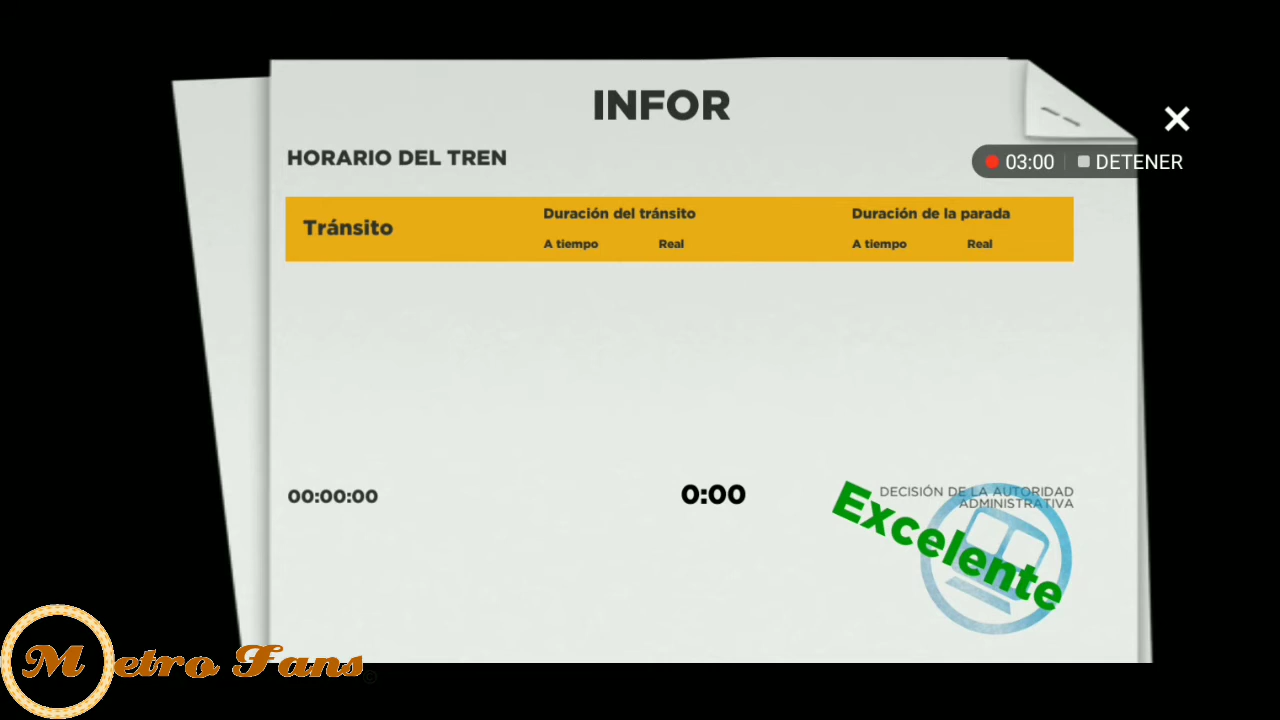 INFOR
HORARIO DEL TREN
03:00 DETENER
Tránsito
Duración del tránsito
A tiempo Real
Duración de la parada
A tiempo Real
00:00:00
0:00
DECISIÓN DE LA AUTORIDAD
ADMINISTRATIVA
Excelente
Metro Fans
©